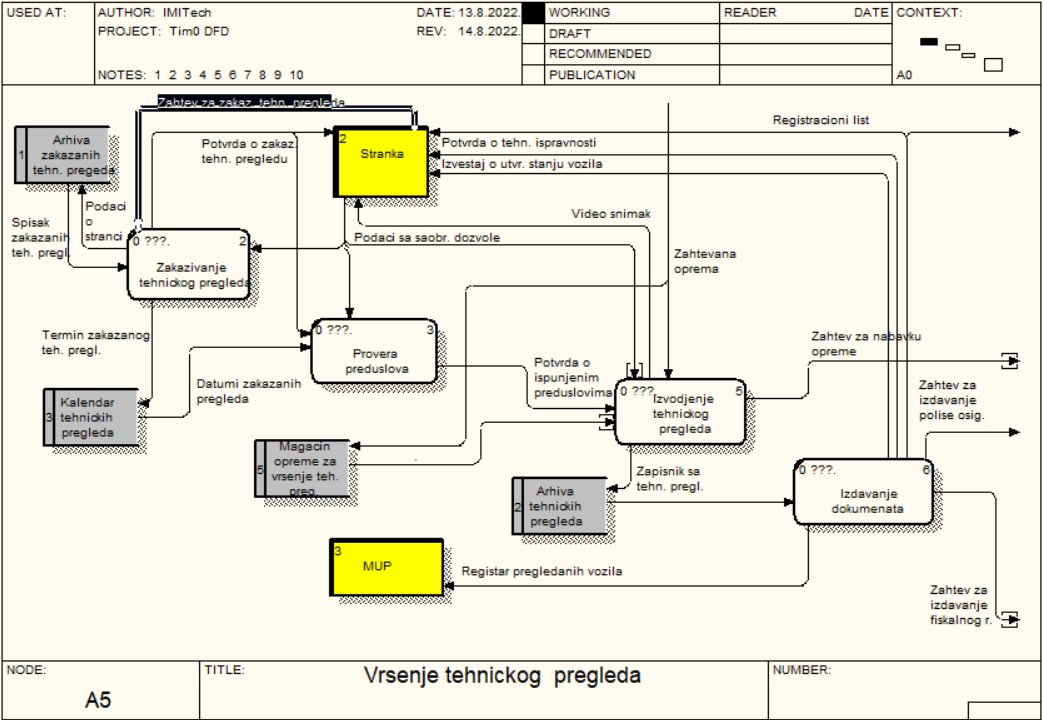 USED AT:
AUTHOR: IMITech
DATE: 13.8.2022.
WORKING
READER
DATE
CONTEXT:
PROJECT: Tim0 DFD
REV: 14.8.2022.
DRAFT
RECOMMENDED
NOTES: 1 2 3 4 5 6 7 8 9 10
PUBLICATION
A0
Zahtev za zakaz. tehn. pregleda
Registracioni list
1
Arhiva
zakazanih
tehn. pregeda
Potvrda o zakaz.
tehn. pregledu
2
Stranka
Potvrda o tehn. ispravnosti
Izvestaj o utvr. stanju vozila
Podaci
o
stranci
Spisak
zakazanih
teh. pregl.
Video snimak
Podaci sa saobr. dozvole
0 ???.
2
Zakazivanje
tehnickog pregleda
Zahtevana
oprema
Termin zakazanog
teh. pregl.
0 ???.
3
Provera
preduslova
Zahtev za nabavku
opreme
Datumi zakazanih
pregleda
Potvrda o
ispunjenim
preduslovima
0 ???.
5
Izvodjenje
tehnickog
pregleda
Zahtev za
izdavanje
polise osig.
3
Kalendar
tehnickih
pregleda
5
Magacin
opreme za
vrsenje teh.
preg.
Zapisnik sa
tehn. pregl.
0 ???.
6
Izdavanje
dokumenata
2
Arhiva
tehnickih
pregleda
3
MUP
Registar pregledanih vozila
Zahtev za
izdavanje
fiskalnog r.
NODE:
TITLE:
NUMBER:
A5
Vrsenje tehnickog pregleda